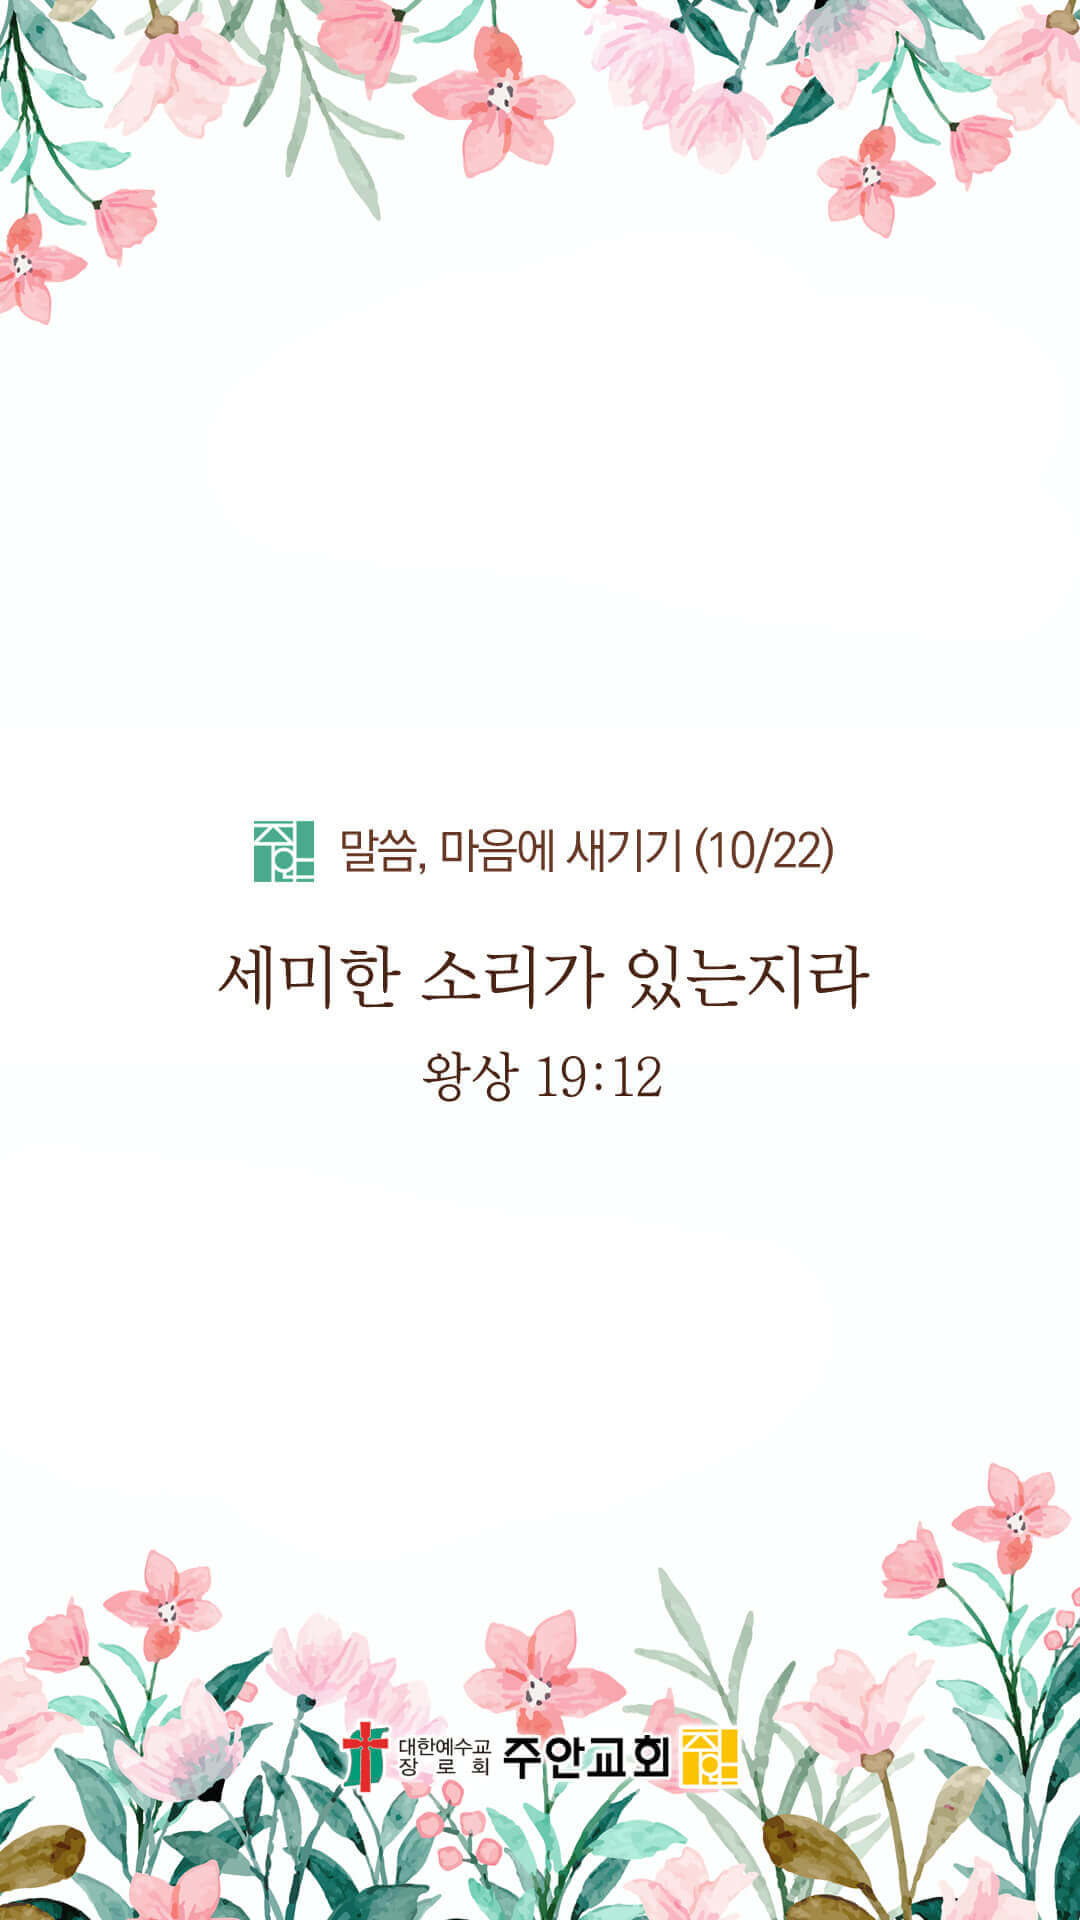 주안
말씀, 마음에 새기기 (10/22)
세미한 소리가 있는지라
왕상 19:12
대한예수교
장로회
주안교회
주안